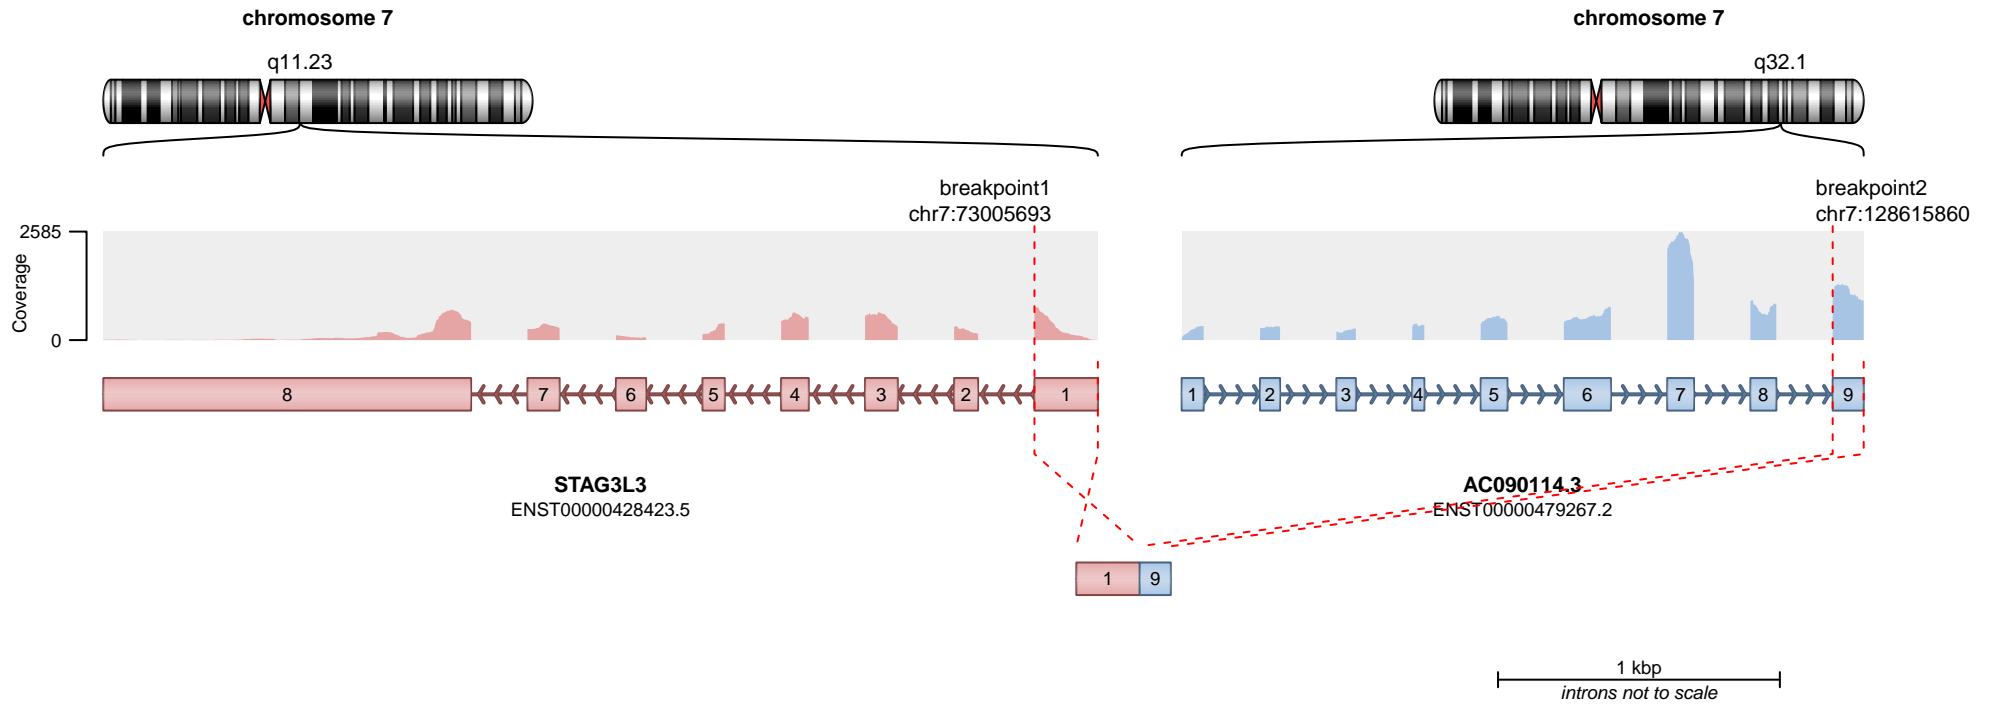 chromosome 7
chromosome 7
q11.23
q32.1
breakpoint1
chr7:73005693
breakpoint2
chr7:128615860
2585
Coverage
0
8
7
6
5
4
3
2
1
1
2
3
4
5
6
7
8
9
STAG3L3
ENST00000428423.5
AC090114.3
ENST00000479267.2
1
9
1 kbp
introns not to scale